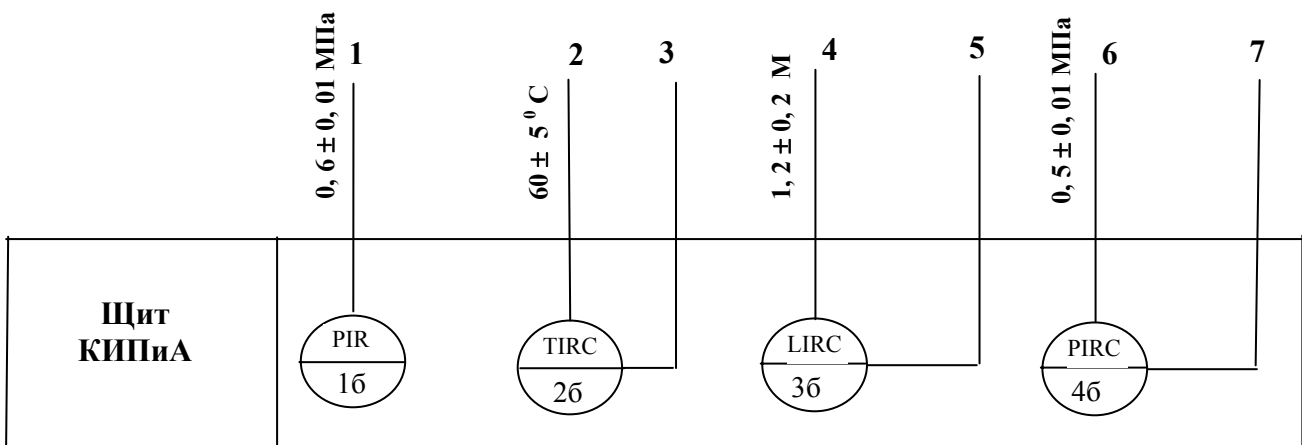 0, 6 ± 0, 01 МПа
1
60 ± 5 ⁰ С
2
3
1, 2 ± 0, 2 М
4
5
0, 5 ± 0, 01 МПа
6
7
Щит
КИПиА
PIR
1б
TIRC
2б
LIRC
3б
PIRC
4б